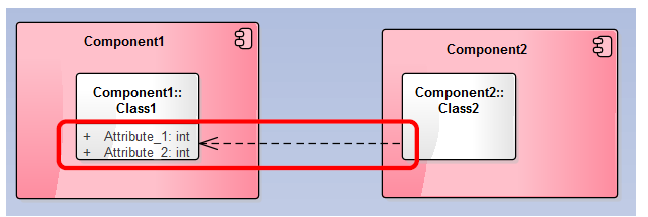 Component1
Component1::
Class1
+ Attribute_1: int
+ Attribute_2: int
Component2
Component2::
Class2